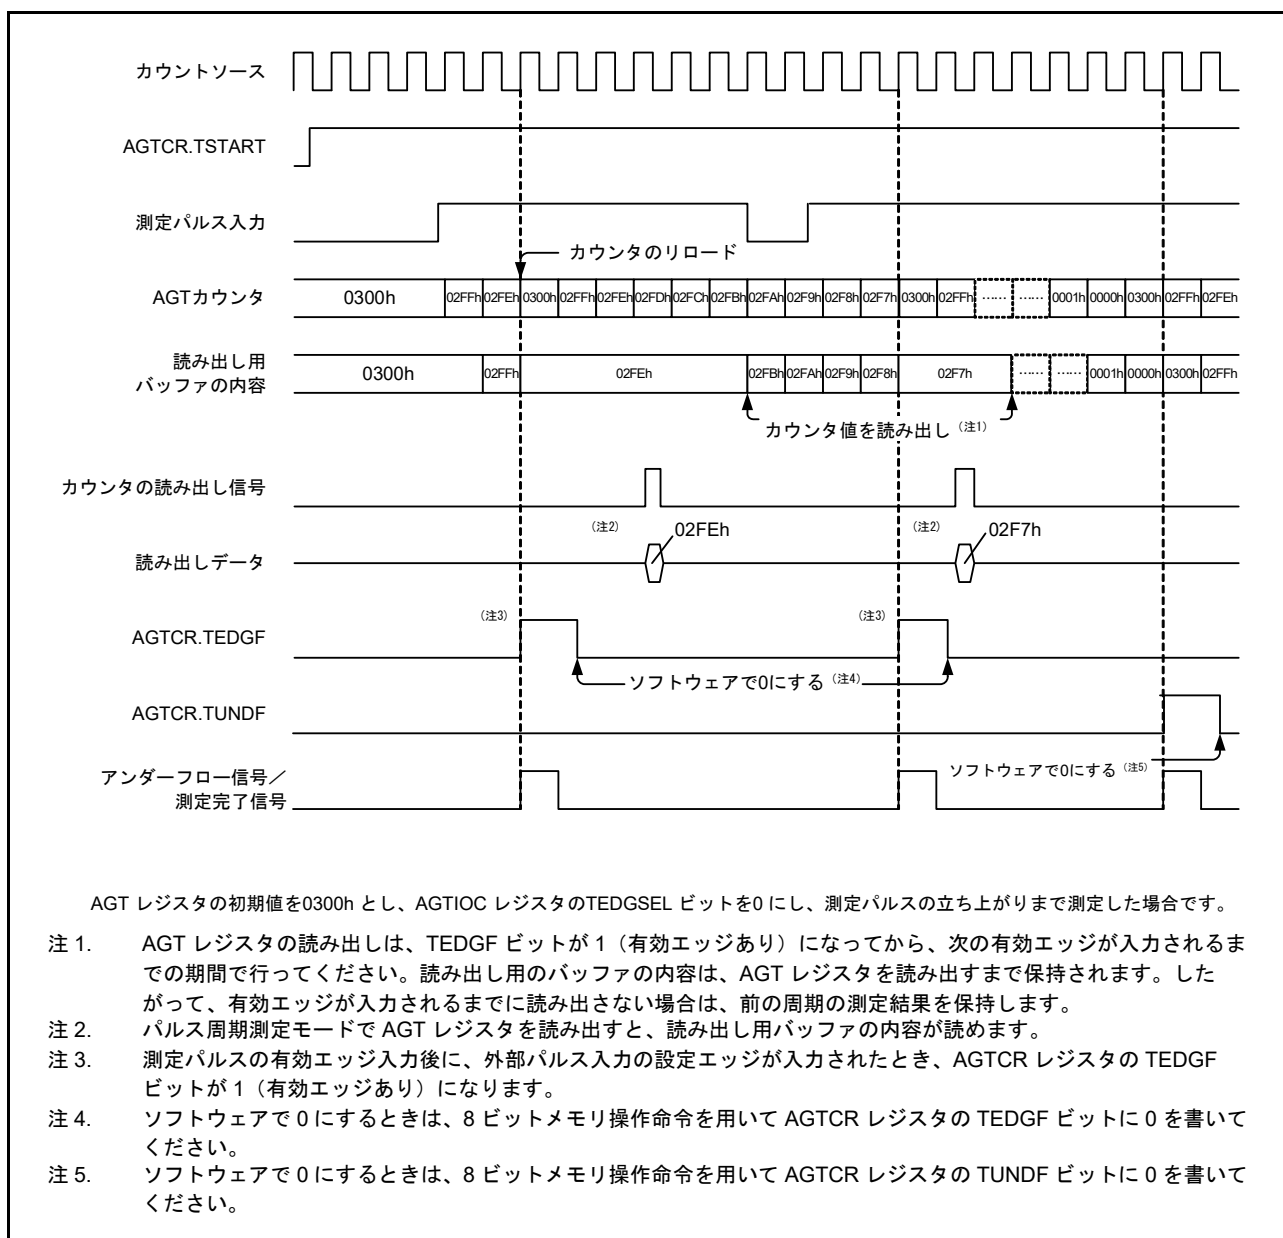 カウントソース
AGTCR.TSTART
測定パルス入力
カウンタのリロード
AGTカウンタ
0300h 02FFh 02FEh 0300h 02FFh 02FEh 02FDh 02FCh 02FBh 02FAh 02F9h 02F8h 02F7h 0300h 02FFh …… …… 0001h 0000h 0300h 02FFh 02FEh
読み出し用
バッファの内容
0300h 02FFh 02FEh 02FBh 02FAh 02F9h 02F8h 02F7h …… …… 0001h 0000h 0300h 02FFh
カウンタ値を読み出し（注1）
カウンタの読み出し信号
（注2） 02FEh （注2） 02F7h
読み出しデータ
（注3） （注3）
AGTCR.TEDGF
ソフトウェアで0にする（注4）
AGTCR.TUNDF
ソフトウェアで0にする（注5）
アンダーフロー信号／
測定完了信号
AGT レジスタの初期値を0300h とし、AGTIOC レジスタのTEDGSEL ビットを0 にし、測定パルスの立ち上がりまで測定した場合です。
注 1. AGT レジスタの読み出しは、TEDGF ビットが 1（有効エッジあり）になってから、次の有効エッジが入力されるま
での期間で行ってください。読み出し用のバッファの内容は、AGT レジスタを読み出すまで保持されます。した
がって、有効エッジが入力されるまでに読み出さない場合は、前の周期の測定結果を保持します。
注 2. パルス周期測定モードで AGT レジスタを読み出すと、読み出し用バッファの内容が読めます。
注 3. 測定パルスの有効エッジ入力後に、外部パルス入力の設定エッジが入力されたとき、AGTCR レジスタの TEDGF
ビットが 1（有効エッジあり）になります。
注 4. ソフトウェアで 0 にするときは、8 ビットメモリ操作命令を用いて AGTCR レジスタの TEDGF ビットに 0 を書いて
ください。
注 5. ソフトウェアで 0 にするときは、8 ビットメモリ操作命令を用いて AGTCR レジスタの TUNDF ビットに 0 を書いて
ください。